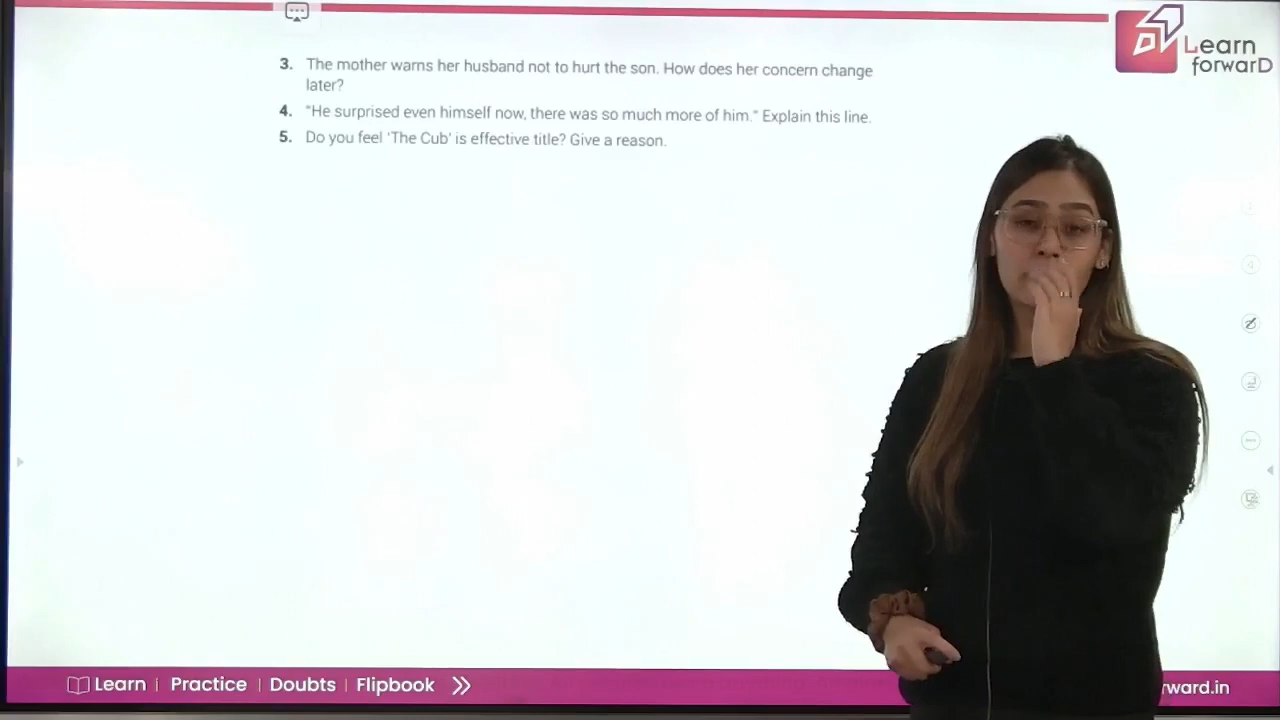 Learn
forwarD
3. The mother warns her husband not to hurt the son. How does her concern change
later?
4. "He surprised even himself now, there was so much more of him." Explain this line.
5. Do you feel 'The Cub' is effective title? Give a reason.
Learn | Practice | Doubts | Flipbook
rward.in